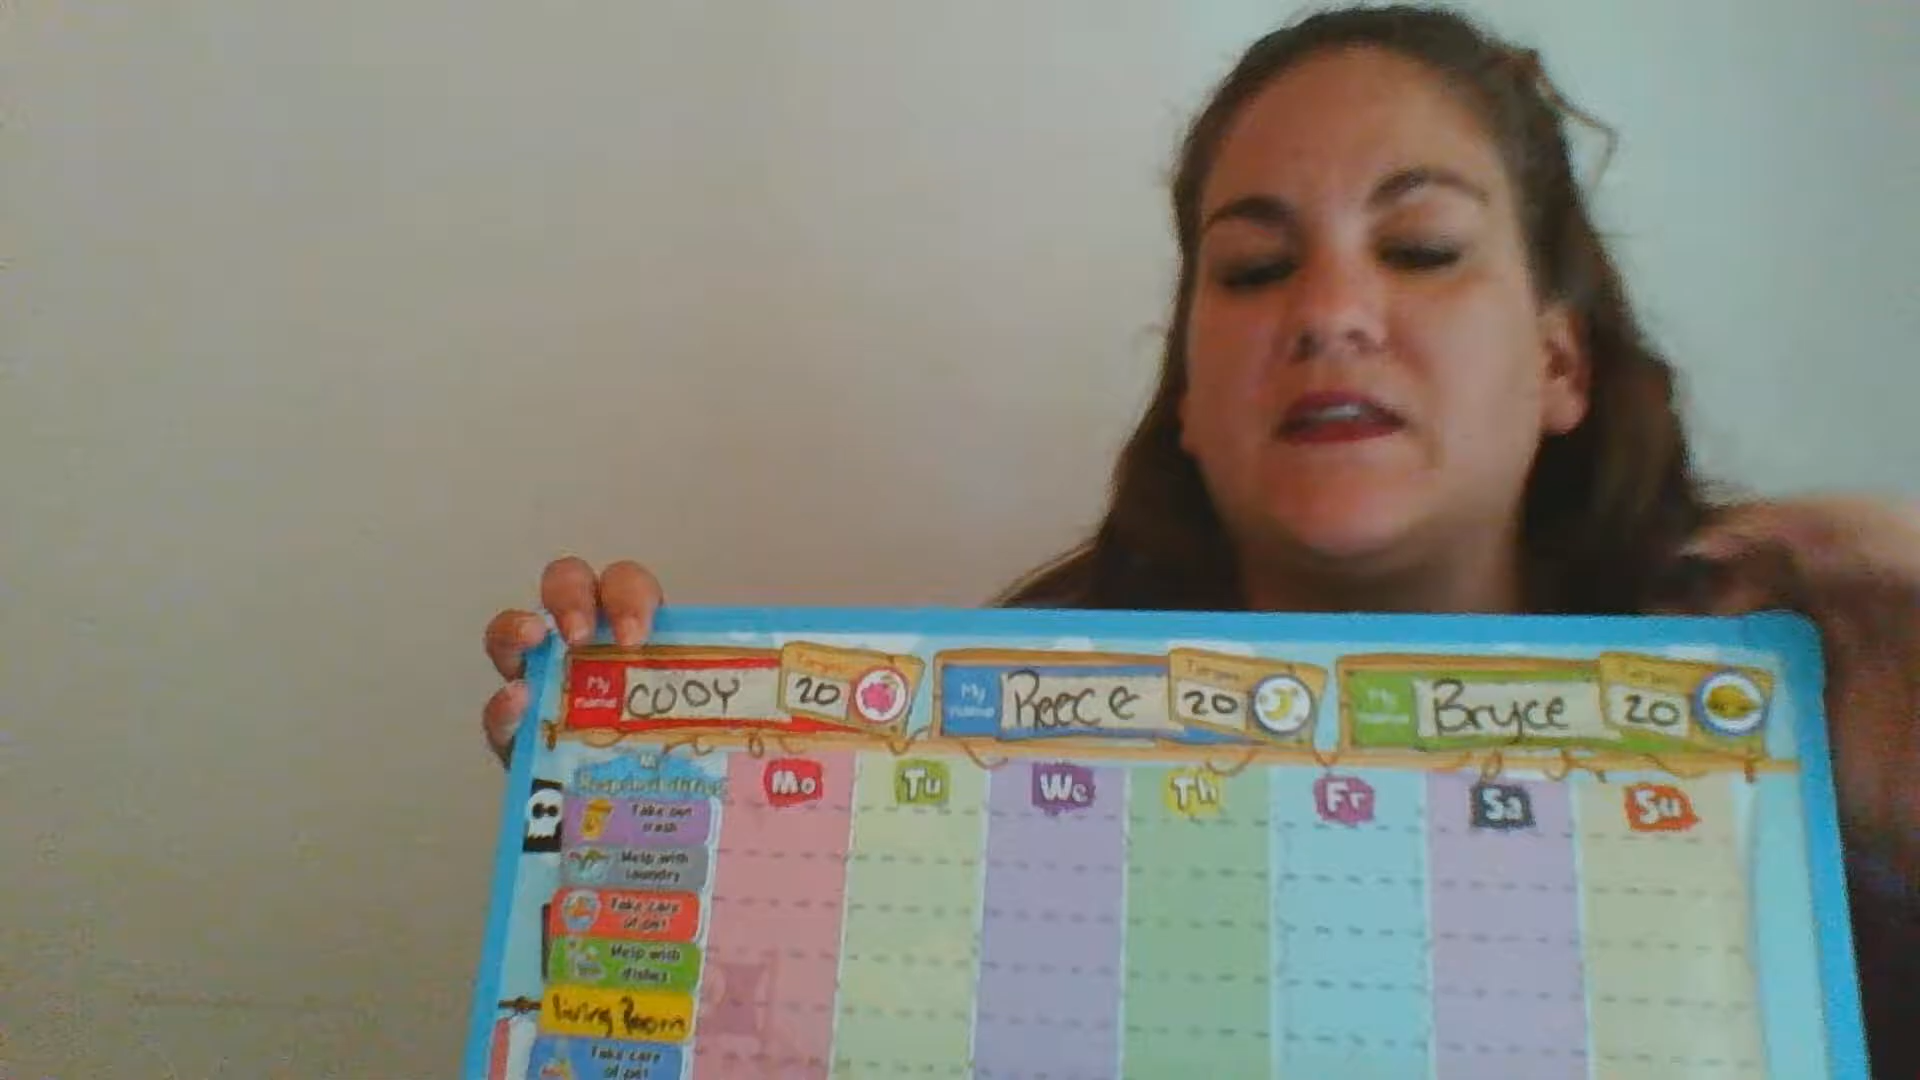 My name CODY Target 20
My name Reece Target 20
My name Bryce Target 20
My
Responsibilities
Mo Tu We Th Fr Sa Su
Take out
trash
Help with
laundry
Take care
of pet
Help with
dishes
living Room
Take care
of pet